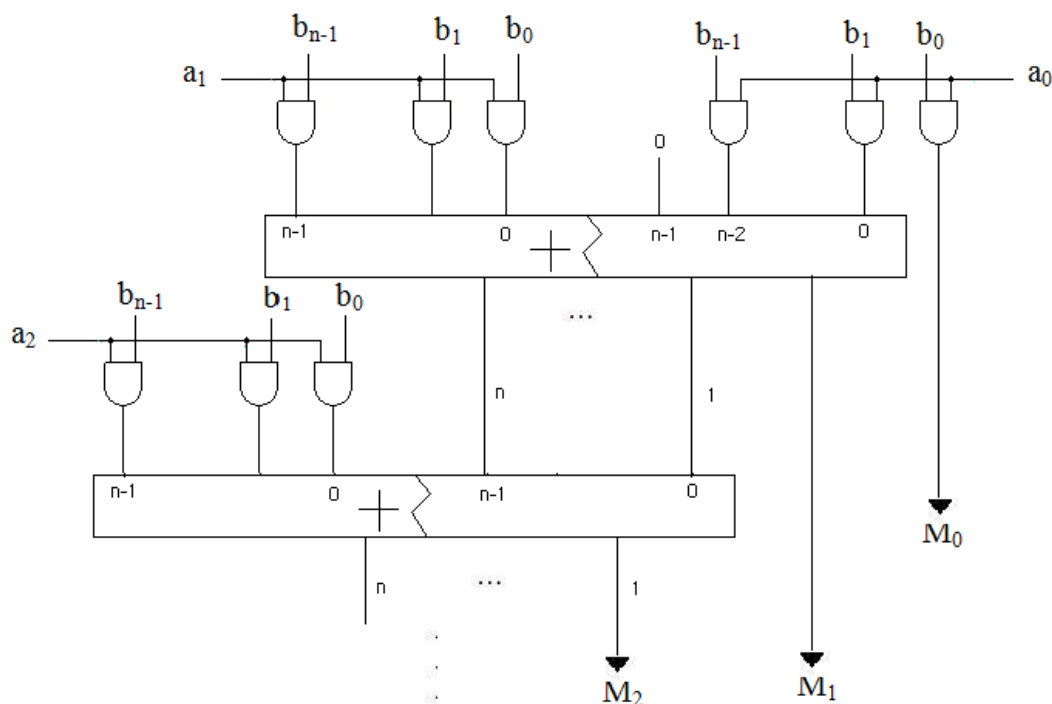 bn-1 b1 b0 bn-1 b1 b0
a1 a0
0
n-1 0 + n-1 n-2 0
bn-1 b1 b0 ...
a2
n 1
n-1 0 + n-1 0
M0
n ... 1
M2 M1